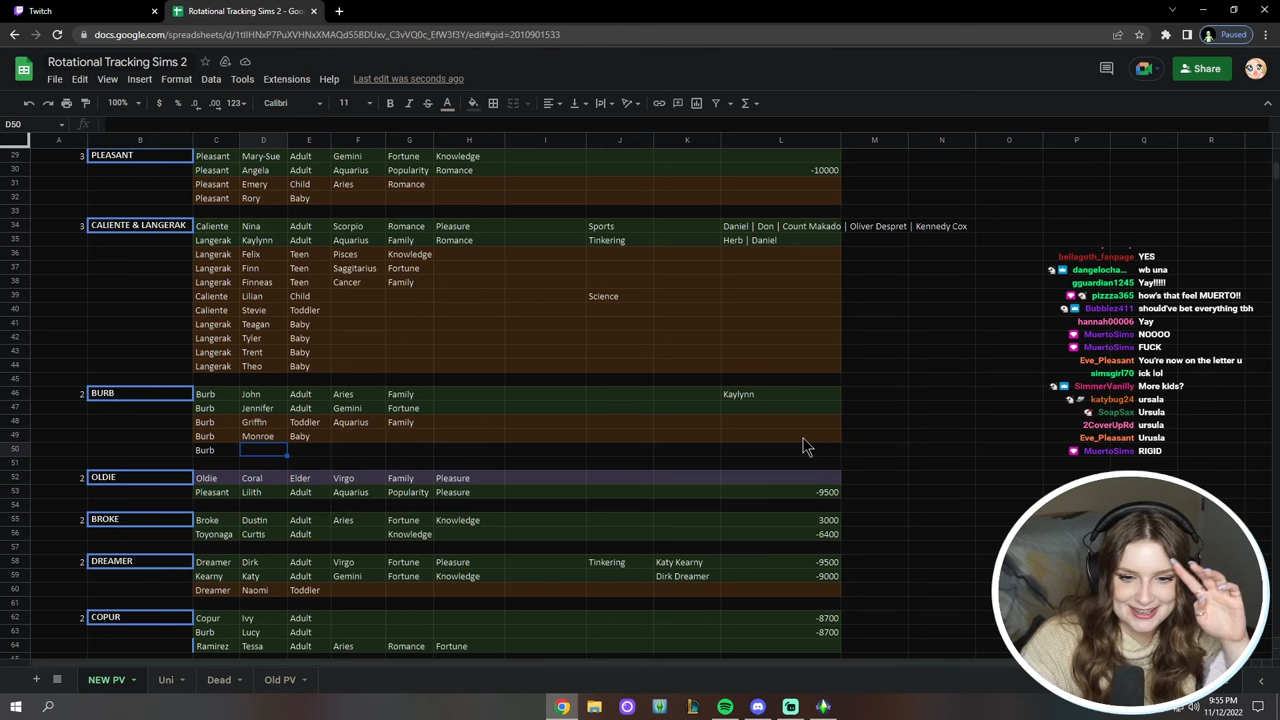 Twitch
Rotational Tracking Sims 2 - Goo
docs.google.com/spreadsheets/d/1tIIHNxP7PuXVHNxXMAQd55BDUxv_C3vVQ0c_EfW3f3Y/edit#gid=2010901533
Paused
Rotational Tracking Sims 2
File Edit View Insert Format Data Tools Extensions Help Last edit was seconds ago
Share
100% $ % .0 .00 123 Calibri 11 B I S A
D50 fx
A B C D E F G H I J K L M N O P Q R
29 3 PLEASANT Pleasant Mary-Sue Adult Gemini Fortune Knowledge
30 Pleasant Angela Adult Aquarius Popularity Romance -10000
31 Pleasant Emery Child Aries Romance
32 Pleasant Rory Baby
33
34 3 CALIENTE & LANGERAK Caliente Nina Adult Scorpio Romance Pleasure Sports Daniel | Don | Count Makado | Oliver Despret | Kennedy Cox
35 Langerak Kaylynn Adult Aquarius Family Romance Tinkering Herb | Daniel
36 Langerak Felix Teen Pisces Knowledge
37 Langerak Finn Teen Saggitarius Fortune
38 Langerak Finneas Teen Cancer Family
39 Caliente Lilian Child Science
40 Caliente Stevie Toddler
41 Langerak Teagan Baby
42 Langerak Tyler Baby
43 Langerak Trent Baby
44 Langerak Theo Baby
45
46 2 BURB Burb John Adult Aries Family Kaylynn
47 Burb Jennifer Adult Gemini Fortune
48 Burb Griffin Toddler Aquarius Family
49 Burb Monroe Baby
50 Burb
51
52 2 OLDIE Oldie Coral Elder Virgo Family Pleasure
53 Pleasant Lilith Adult Aquarius Popularity Pleasure -9500
54
55 2 BROKE Broke Dustin Adult Aries Fortune Knowledge 3000
56 Toyonaga Curtis Adult Knowledge -6400
57
58 2 DREAMER Dreamer Dirk Adult Virgo Fortune Pleasure Tinkering Katy Kearny -9500
59 Kearny Katy Adult Gemini Fortune Knowledge Dirk Dreamer -9000
60 Dreamer Naomi Toddler
61
62 2 COPUR Copur Ivy Adult -8700
63 Burb Lucy Adult -8700
64 Ramirez Tessa Adult Aries Romance Fortune
bellagoth_fanpage YES
dangelocha... wb una
gguardian1245 Yay!!!!!
pizzza365 how's that feel MUERTO!!
Bubblez411 should've bet everything tbh
hannah00006 Yay
MuertoSims NOOOO
MuertoSims FUCK
Eve_Pleasant You're now on the letter u
simsgirl70 ick lol
SimmerVanilly More kids?
katybug24 ursala
SoapSax Ursula
2CoverUpRd ursula
Eve_Pleasant Urusla
MuertoSims RIGID
NEW PV Uni Dead Old PV
9:55 PM
11/12/2022